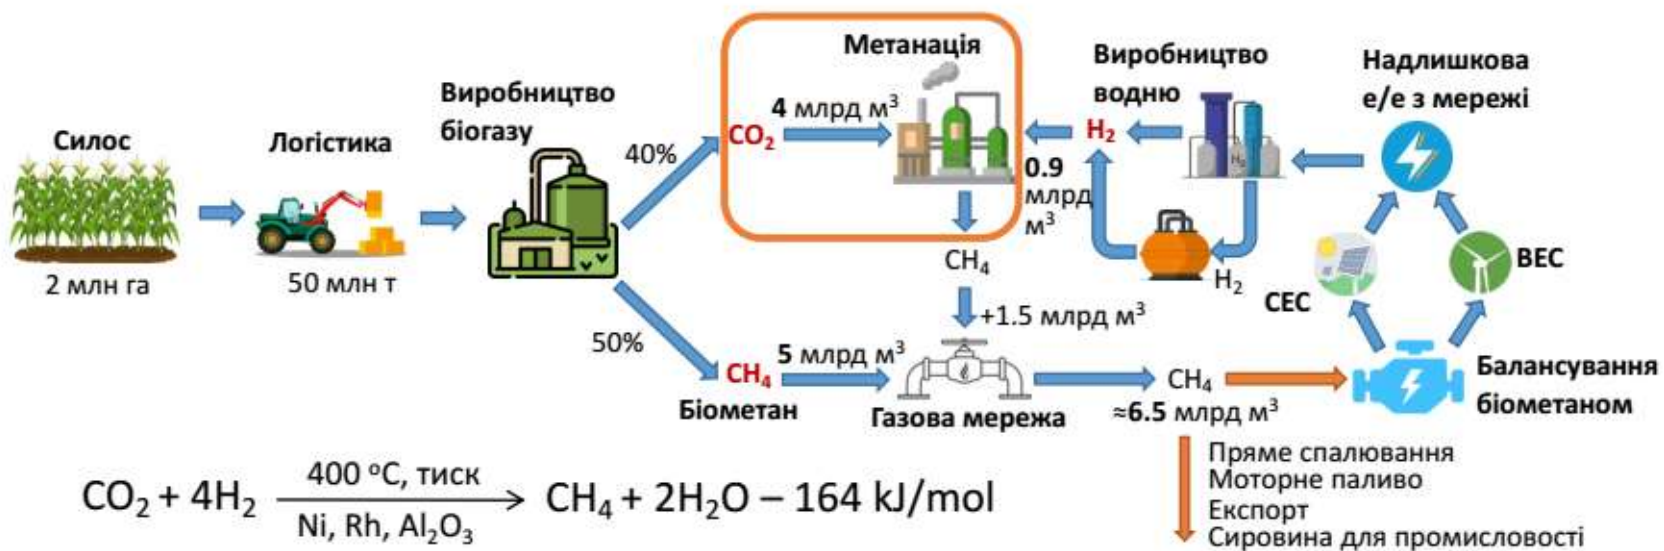 Силос
2 млн га
Логістика
50 млн т
Виробництво
біогазу
40%
50%
CO₂
4 млрд м³
Метанація
CH₄
+1.5 млрд м³
H₂
0.9
млрд
м³
Виробництво
водню
H₂
H₂
Надлишкова
е/е з мережі
СЕС
ВЕС
Балансування
біометаном
CH₄
Біометан
5 млрд м³
Газова мережа
CH₄
≈6.5 млрд м³
Пряме спалювання
Моторне паливо
Експорт
Сировина для промисловості
400 °C, тиск
CO₂ + 4H₂ → CH₄ + 2H₂O – 164 kJ/mol
Ni, Rh, Al₂O₃